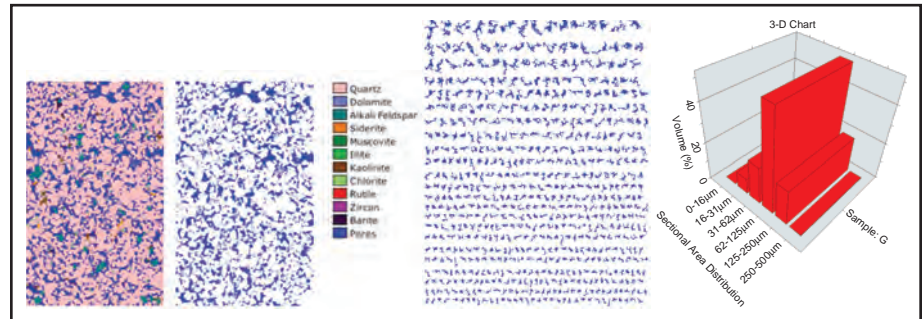 Quartz
Dolomite
Alkali Feldspar
Siderite
Muscovite
Illite
Kaolinite
Chlorite
Rutile
Zircon
Barite
Pores
3-D Chart
Volume (%)
40
20
0
0-16µm
16-31µm
31-62µm
62-125µm
125-250µm
250-500µm
Sectional Area Distribution
Sample: G